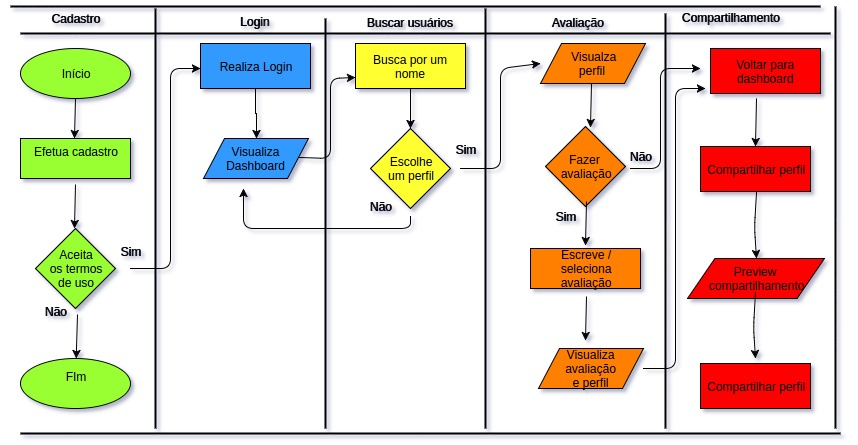 Cadastro
Login
Buscar usuários
Avaliação
Compartilhamento
Início
Efetua cadastro
Aceita
os termos
de uso
Sim
Não
FIm
Realiza Login
Visualiza
Dashboard
Busca por um
nome
Escolhe
um perfil
Sim
Não
Visualza
perfil
Fazer
avaliação
Não
Sim
Escreve /
seleciona
avaliação
Visualiza
avaliação
e perfil
Voltar para
dashboard
Compartilhar perfil
Preview
compartilhamento
Compartilhar perfil